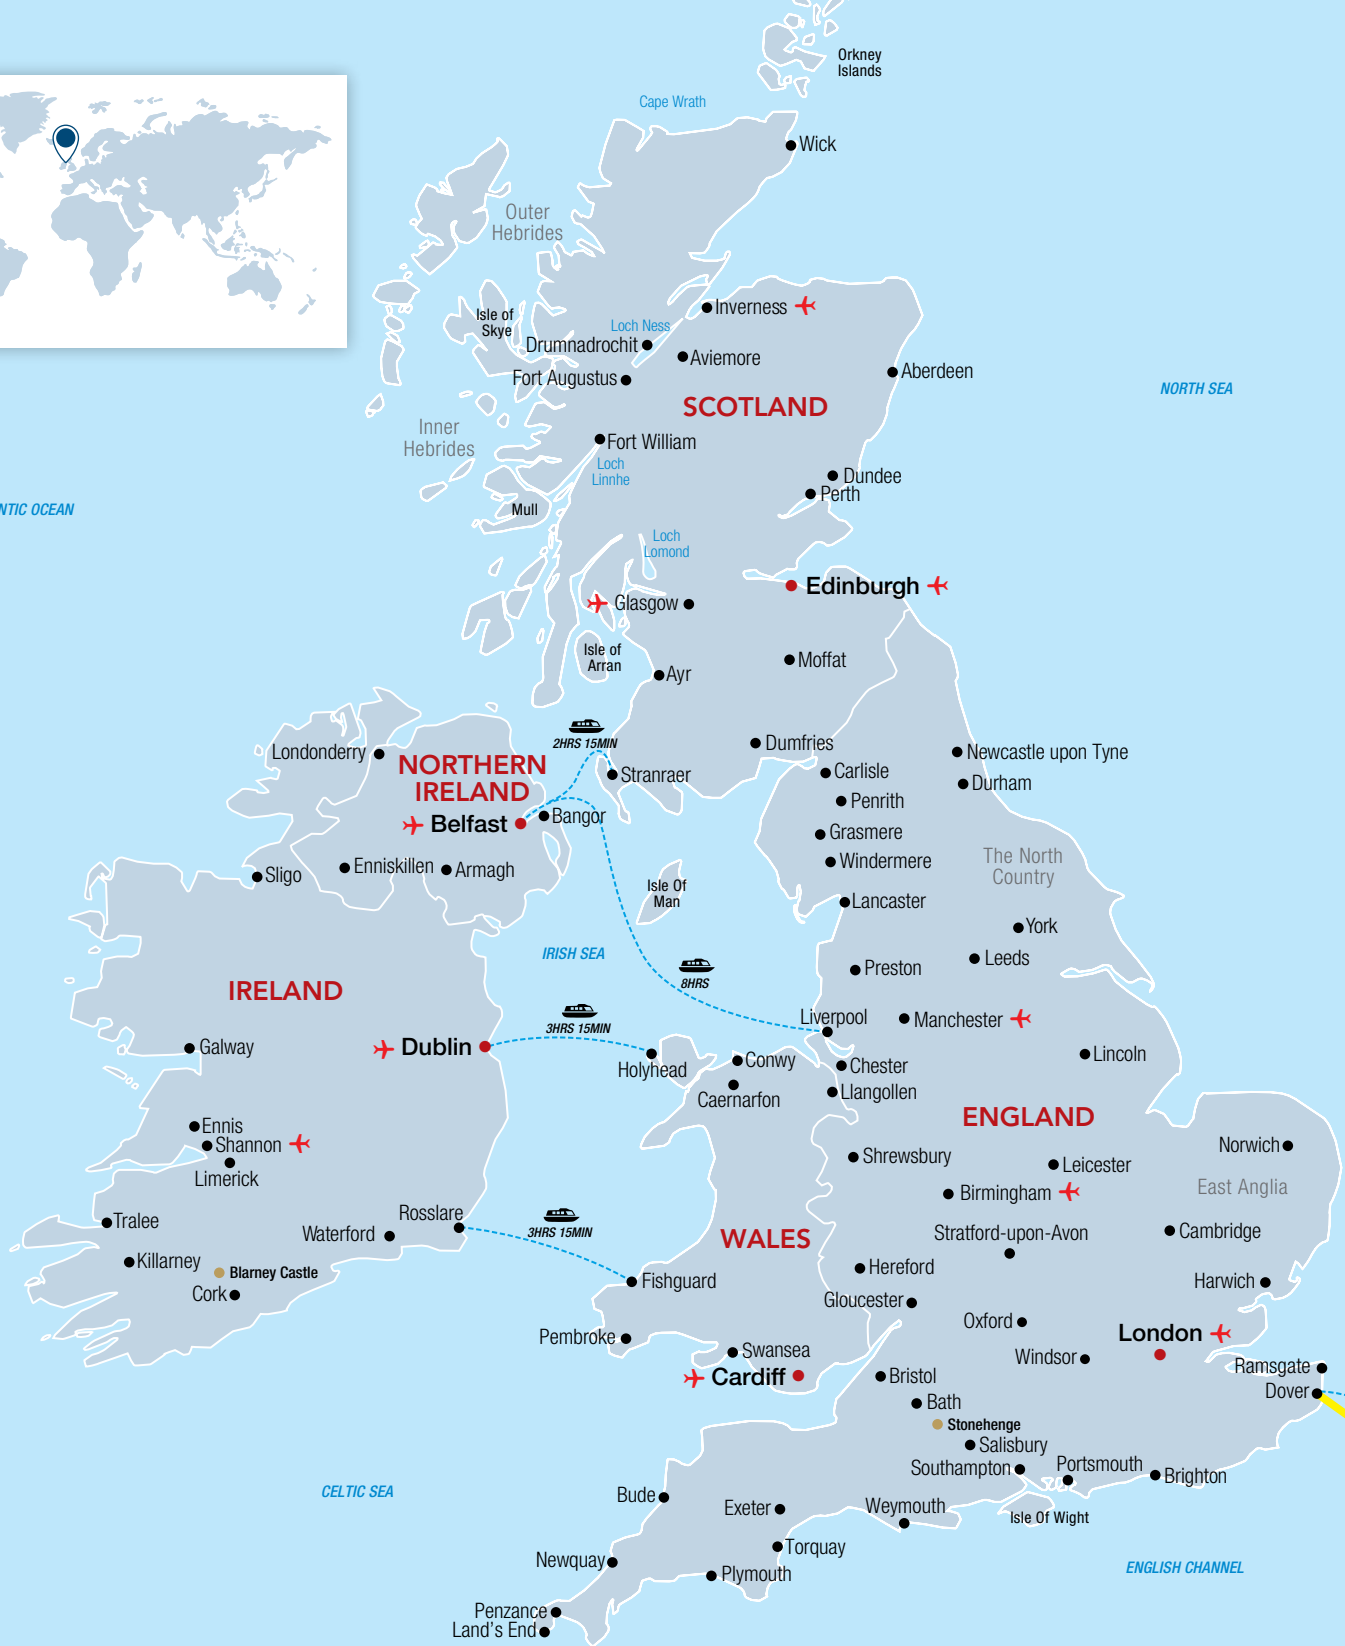 Orkney
Islands
Cape Wrath
Wick
Outer
Hebrides
Isle of
Skye
Inverness
Loch Ness
Drumnadrochit
Aviemore
Fort Augustus
Aberdeen
NORTH SEA
SCOTLAND
Inner
Hebrides
Fort William
Loch
Linnhe
Dundee
Perth
NTIC OCEAN
Mull
Loch
Lomond
Edinburgh
Glasgow
Isle of
Arran
Moffat
Ayr
2HRS 15MIN
Londonderry
Dumfries
Newcastle upon Tyne
NORTHERN
IRELAND
Stranraer
Carlisle
Durham
Penrith
Belfast
Bangor
Grasmere
The North
Country
Windermere
Enniskillen
Armagh
Sligo
Isle Of
Man
Lancaster
York
IRISH SEA
Leeds
Preston
8HRS
IRELAND
Liverpool
Manchester
3HRS 15MIN
Galway
Dublin
Holyhead
Conwy
Chester
Lincoln
Caernarfon
Llangollen
ENGLAND
Ennis
Shannon
Limerick
Norwich
Shrewsbury
Leicester
East Anglia
Birmingham
Tralee
Rosslare
Waterford
3HRS 15MIN
WALES
Stratford-upon-Avon
Cambridge
Killarney
Blarney Castle
Cork
Hereford
Fishguard
Harwich
Gloucester
Oxford
London
Pembroke
Swansea
Windsor
Ramsgate
Cardiff
Bristol
Dover
Bath
Stonehenge
Salisbury
Southampton
Portsmouth
Brighton
CELTIC SEA
Bude
Exeter
Weymouth
Isle Of Wight
Torquay
Newquay
Plymouth
ENGLISH CHANNEL
Penzance
Land's End